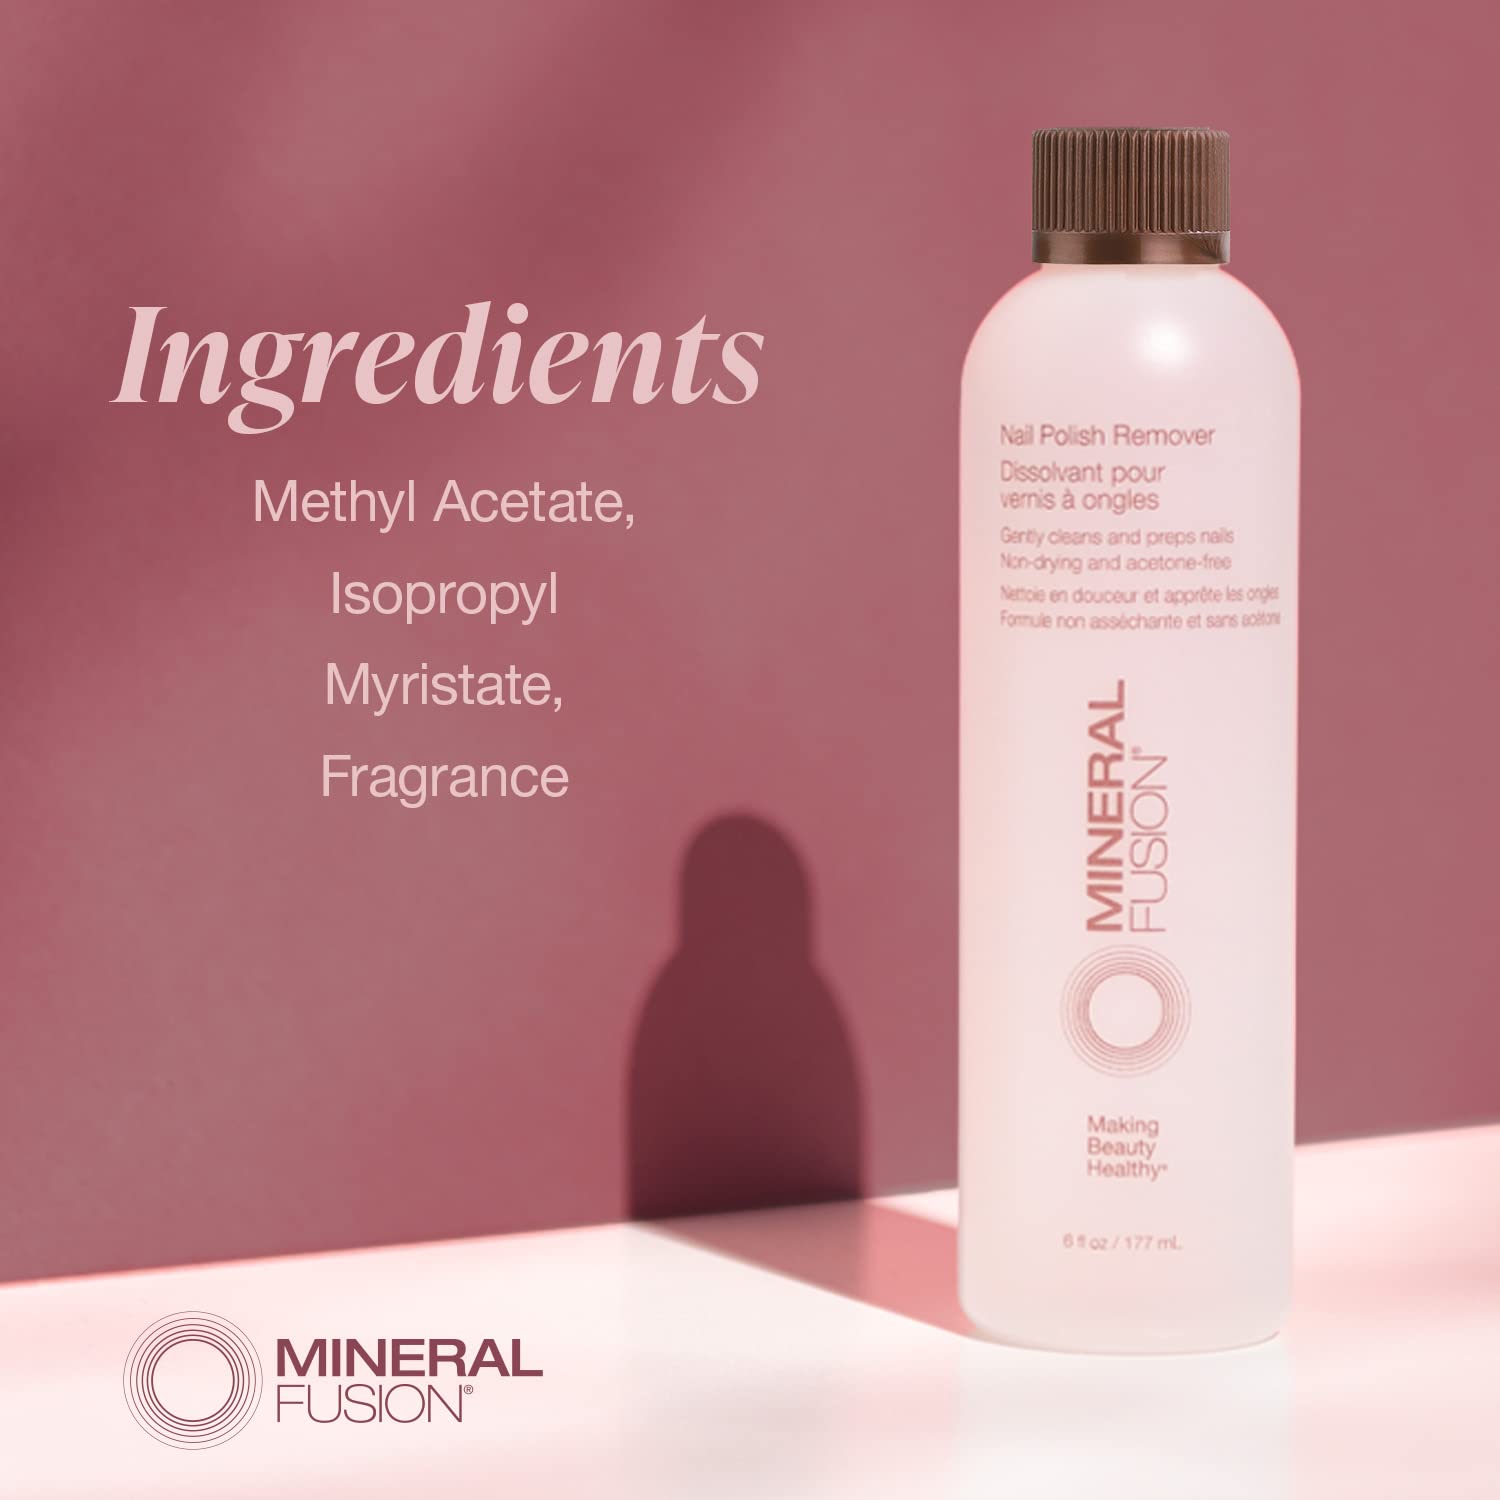 Ingredients
Methyl Acetate,
Isopropyl
Myristate,
Fragrance
Nail Polish Remover
Dissolvant pour
vernis à ongles
Gently cleans and preps nails
Non-drying and acetone-free
Nettoie en douceur et apprête les ongles
Formule non asséchante et sans acétone
MINERAL
FUSION®
Making
Beauty
Healthy®
6 fl oz / 177 mL
MINERAL
FUSION®